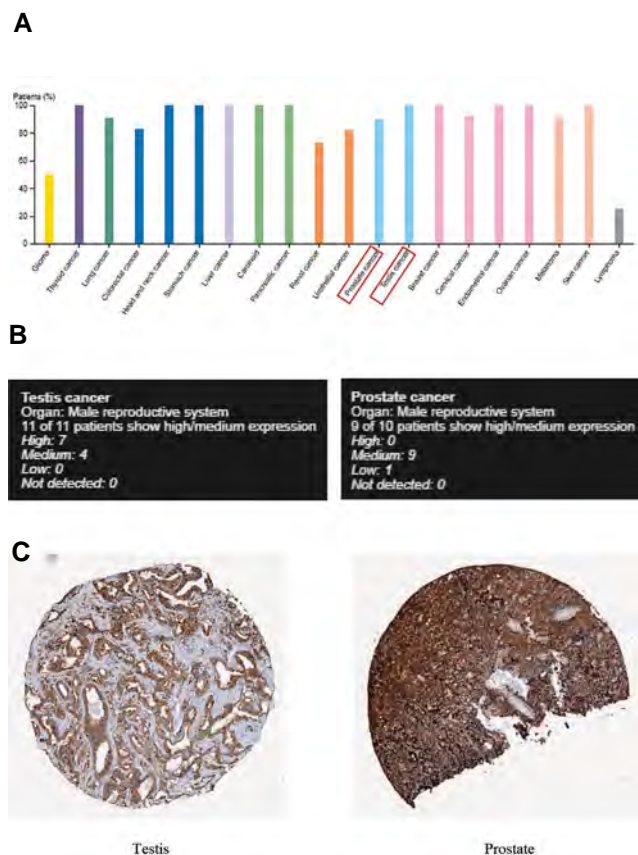 A
Patients (%)
100
80
60
40
20
0
Glioma
Thyroid cancer
Lung cancer
Colorectal cancer
Head and neck cancer
Stomach cancer
Liver cancer
Carcinoid
Pancreatic cancer
Renal cancer
Urothelial cancer
Prostate cancer
Testis cancer
Breast cancer
Cervical cancer
Endometrial cancer
Ovarian cancer
Melanoma
Skin cancer
Lymphoma
B
Testis cancer
Organ: Male reproductive system
11 of 11 patients show high/medium expression
High: 7
Medium: 4
Low: 0
Not detected: 0
Prostate cancer
Organ: Male reproductive system
9 of 10 patients show high/medium expression
High: 0
Medium: 9
Low: 1
Not detected: 0
C
Testis
Prostate